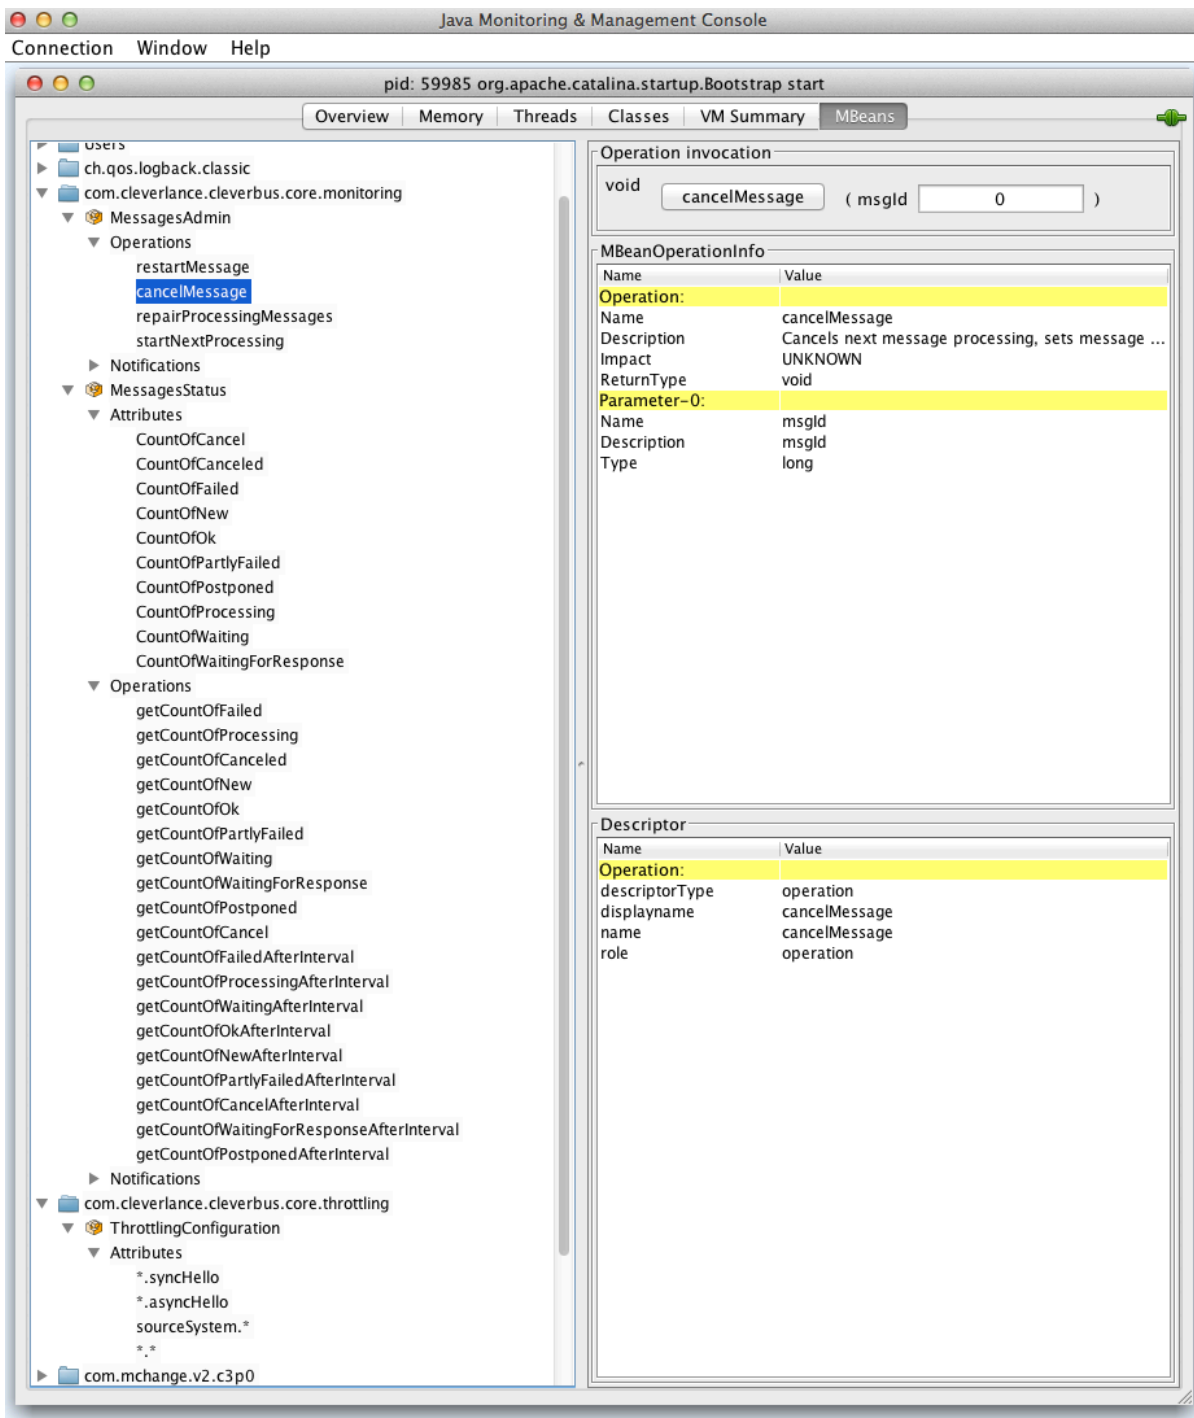 Java Monitoring & Management Console
Connection Window Help
pid: 59985 org.apache.catalina.startup.Bootstrap start
Overview Memory Threads Classes VM Summary MBeans
Users
ch.qos.logback.classic
com.cleverlance.cleverbus.core.monitoring
MessagesAdmin
Operations
restartMessage
cancelMessage
repairProcessingMessages
startNextProcessing
Notifications
MessagesStatus
Attributes
CountOfCancel
CountOfCanceled
CountOfFailed
CountOfNew
CountOfOk
CountOfPartlyFailed
CountOfPostponed
CountOfProcessing
CountOfWaiting
CountOfWaitingForResponse
Operations
getCountOfFailed
getCountOfProcessing
getCountOfCanceled
getCountOfNew
getCountOfOk
getCountOfPartlyFailed
getCountOfWaiting
getCountOfWaitingForResponse
getCountOfPostponed
getCountOfCancel
getCountOfFailedAfterInterval
getCountOfProcessingAfterInterval
getCountOfWaitingAfterInterval
getCountOfOkAfterInterval
getCountOfNewAfterInterval
getCountOfPartlyFailedAfterInterval
getCountOfCancelAfterInterval
getCountOfWaitingForResponseAfterInterval
getCountOfPostponedAfterInterval
Notifications
com.cleverlance.cleverbus.core.throttling
ThrottlingConfiguration
Attributes
*.syncHello
*.asyncHello
sourceSystem.*
*.*
com.mchange.v2.c3p0
Operation invocation
void cancelMessage ( msgId 0 )
MBeanOperationInfo
Name Value
Operation:
Name cancelMessage
Description Cancels next message processing, sets message ...
Impact UNKNOWN
ReturnType void
Parameter-0:
Name msgId
Description msgId
Type long
Descriptor
Name Value
Operation:
descriptorType operation
displayname cancelMessage
name cancelMessage
role operation